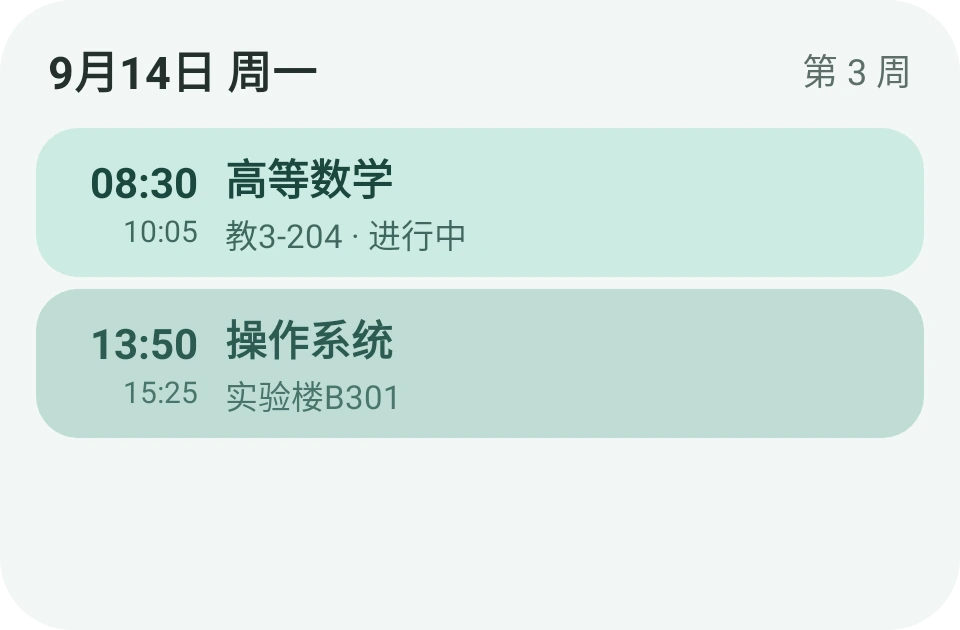 9月14日 周一
第 3 周
08:30 高等数学
10:05 教3-204 · 进行中
13:50 操作系统
15:25 实验楼B301